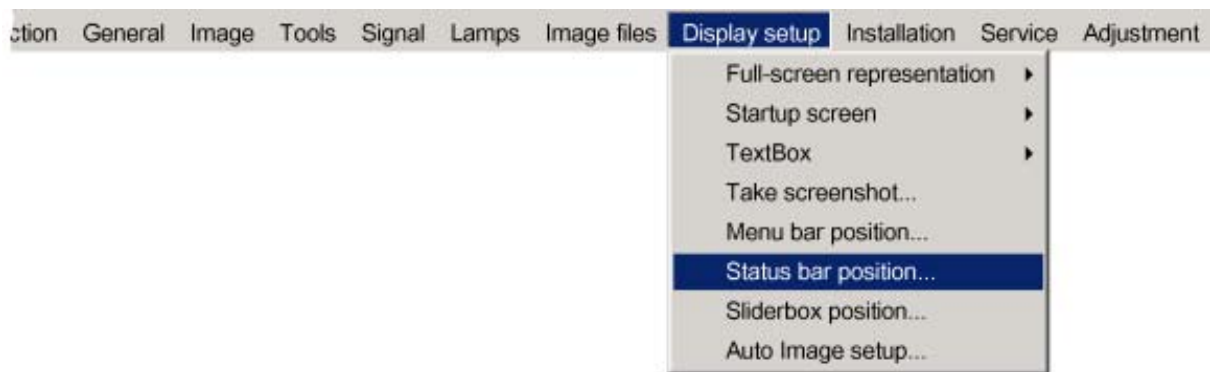 ction General Image Tools Signal Lamps Image files Display setup Installation Service Adjustment
Full-screen representation
Startup screen
TextBox
Take screenshot...
Menu bar position...
Status bar position...
Sliderbox position...
Auto Image setup...